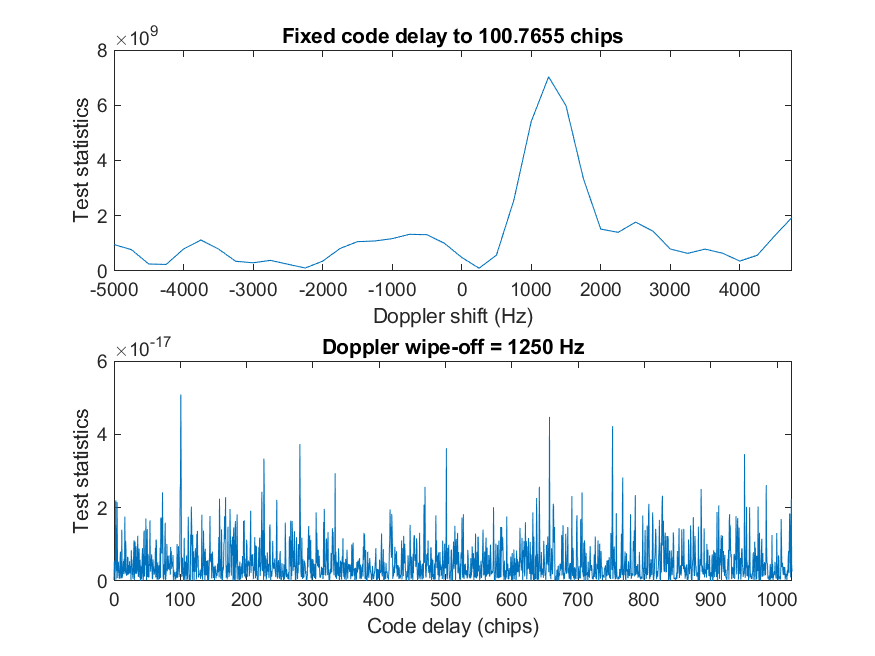 Fixed code delay to 100.7655 chips
×10^9
8
6
4
2
0
Test statistics
-5000 -4000 -3000 -2000 -1000 0 1000 2000 3000 4000
Doppler shift (Hz)
Doppler wipe-off = 1250 Hz
×10^-17
6
4
2
0
Test statistics
0 100 200 300 400 500 600 700 800 900 1000
Code delay (chips)